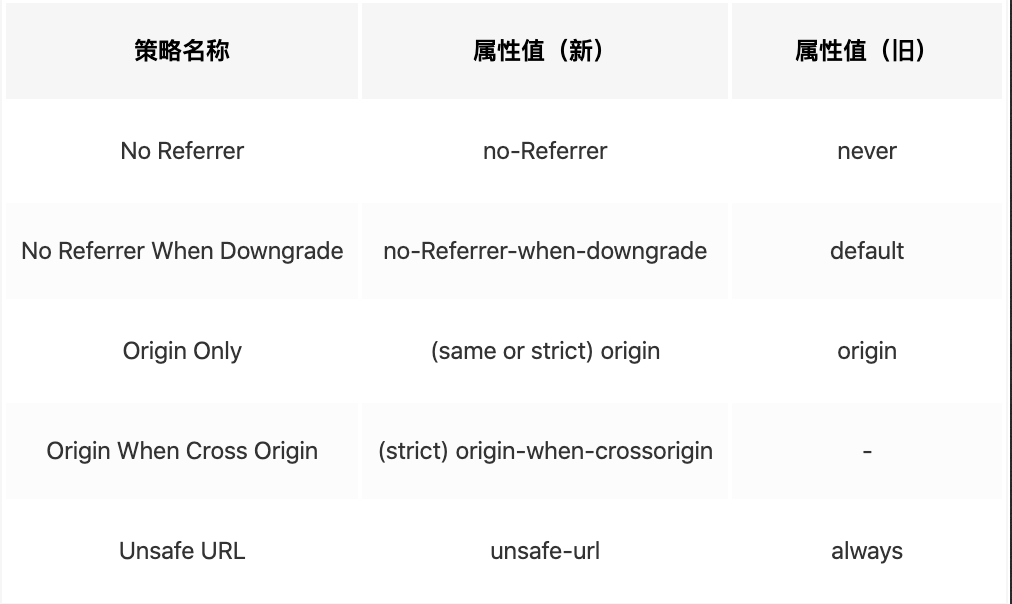 策略名称 属性值（新） 属性值（旧）
No Referrer no-Referrer never
No Referrer When Downgrade no-Referrer-when-downgrade default
Origin Only (same or strict) origin origin
Origin When Cross Origin (strict) origin-when-crossorigin -
Unsafe URL unsafe-url always